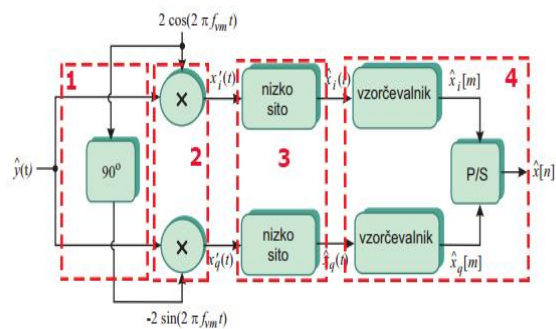 2 cos(2 π f_vm t)
1
x'_i(t)
x̂_i(t)
x̂_i[m]
4
×
nizko
sito
vzorčevalnik
ŷ(t)
90°
2
3
P/S
x̂[n]
×
nizko
sito
vzorčevalnik
x'_q(t)
x̂_q(t)
x̂_q[m]
-2 sin(2 π f_vm t)